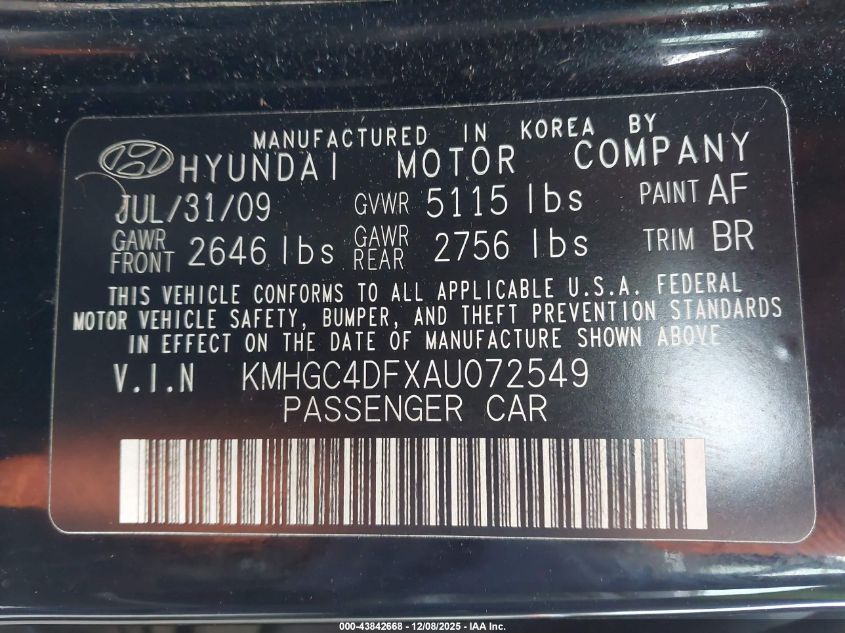 MANUFACTURED IN KOREA BY
HYUNDAI MOTOR COMPANY
JUL/31/09 GVWR 5115 lbs PAINT AF
GAWR FRONT 2646 lbs GAWR REAR 2756 lbs TRIM BR
THIS VEHICLE CONFORMS TO ALL APPLICABLE U.S.A. FEDERAL
MOTOR VEHICLE SAFETY, BUMPER, AND THEFT PREVENTION STANDARDS
IN EFFECT ON THE DATE OF MANUFACTURE SHOWN ABOVE.
V.I.N KMHGC4DFXAU072549
PASSENGER CAR
000-43842668 - 12/08/2025 - IAA Inc.